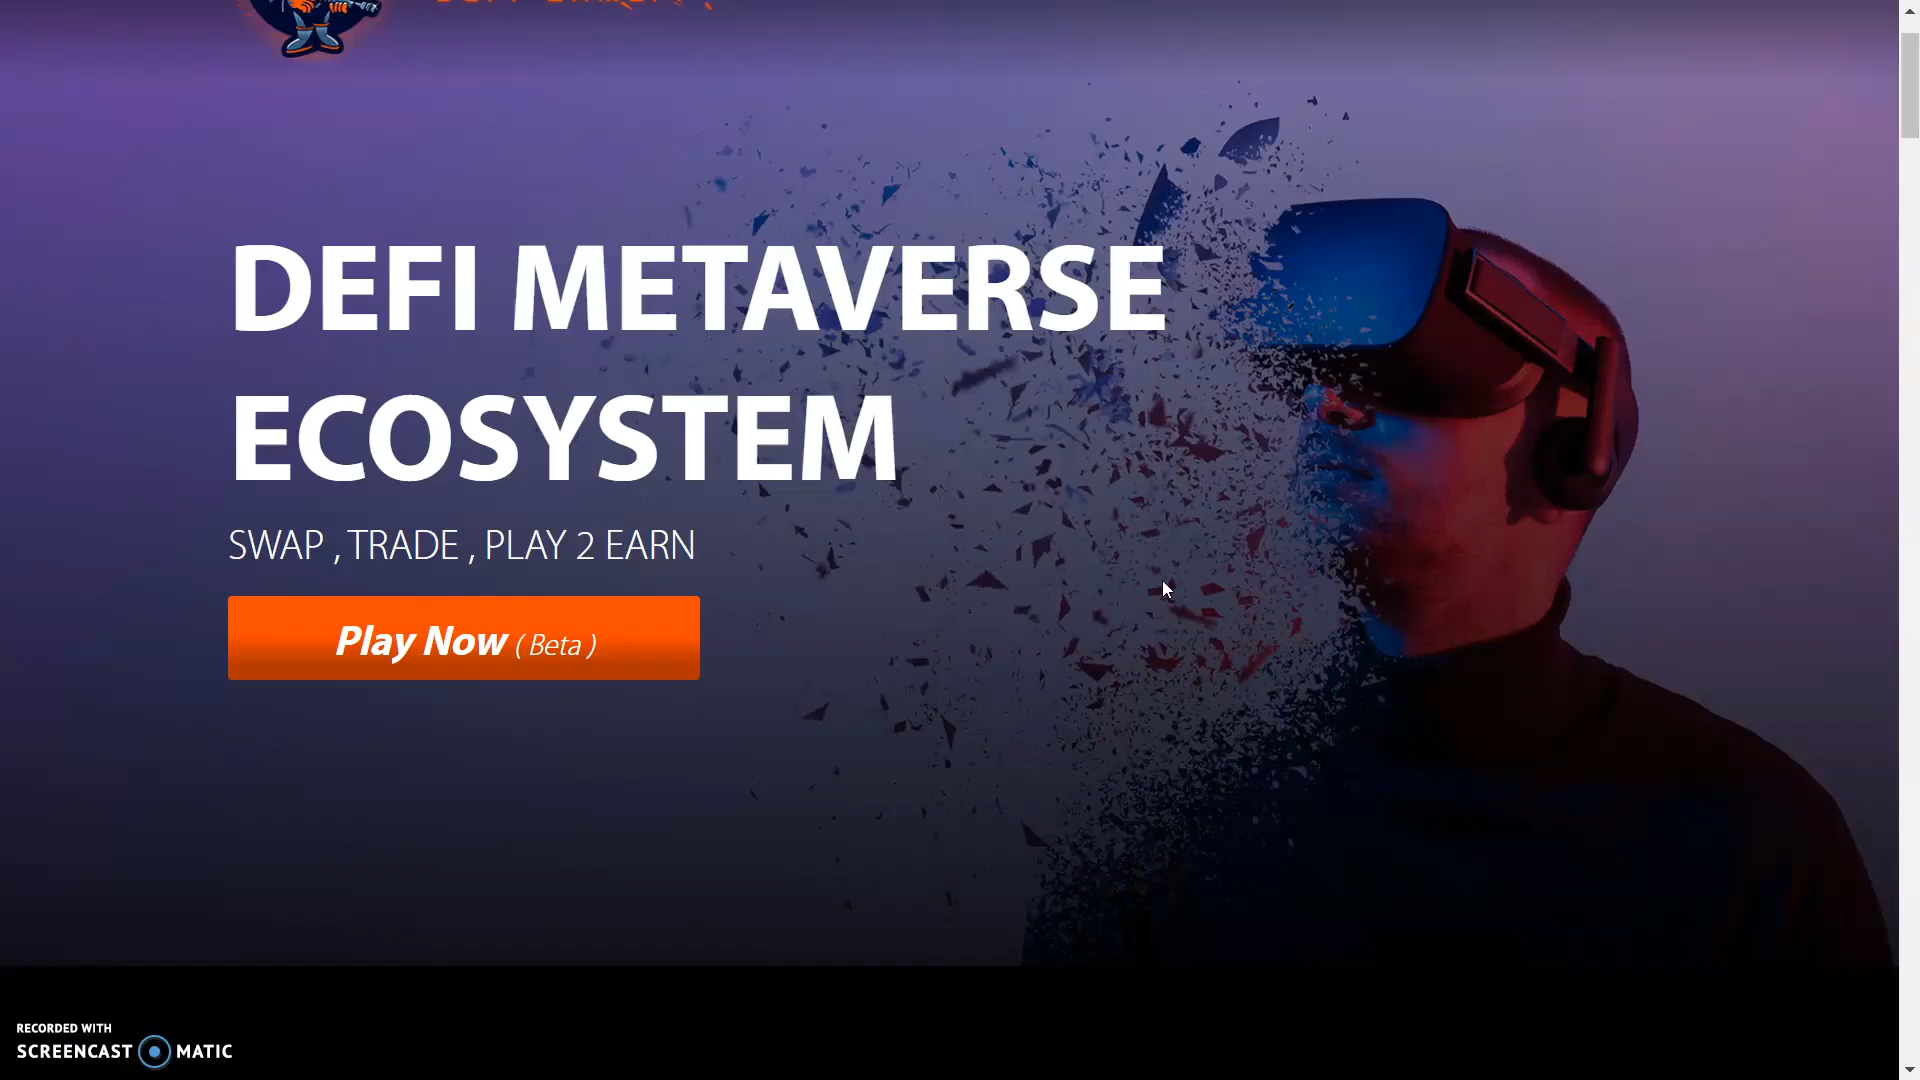 DEFI METAVERSE
ECOSYSTEM
SWAP , TRADE , PLAY 2 EARN
Play Now ( Beta )
RECORDED WITH
SCREENCAST MATIC